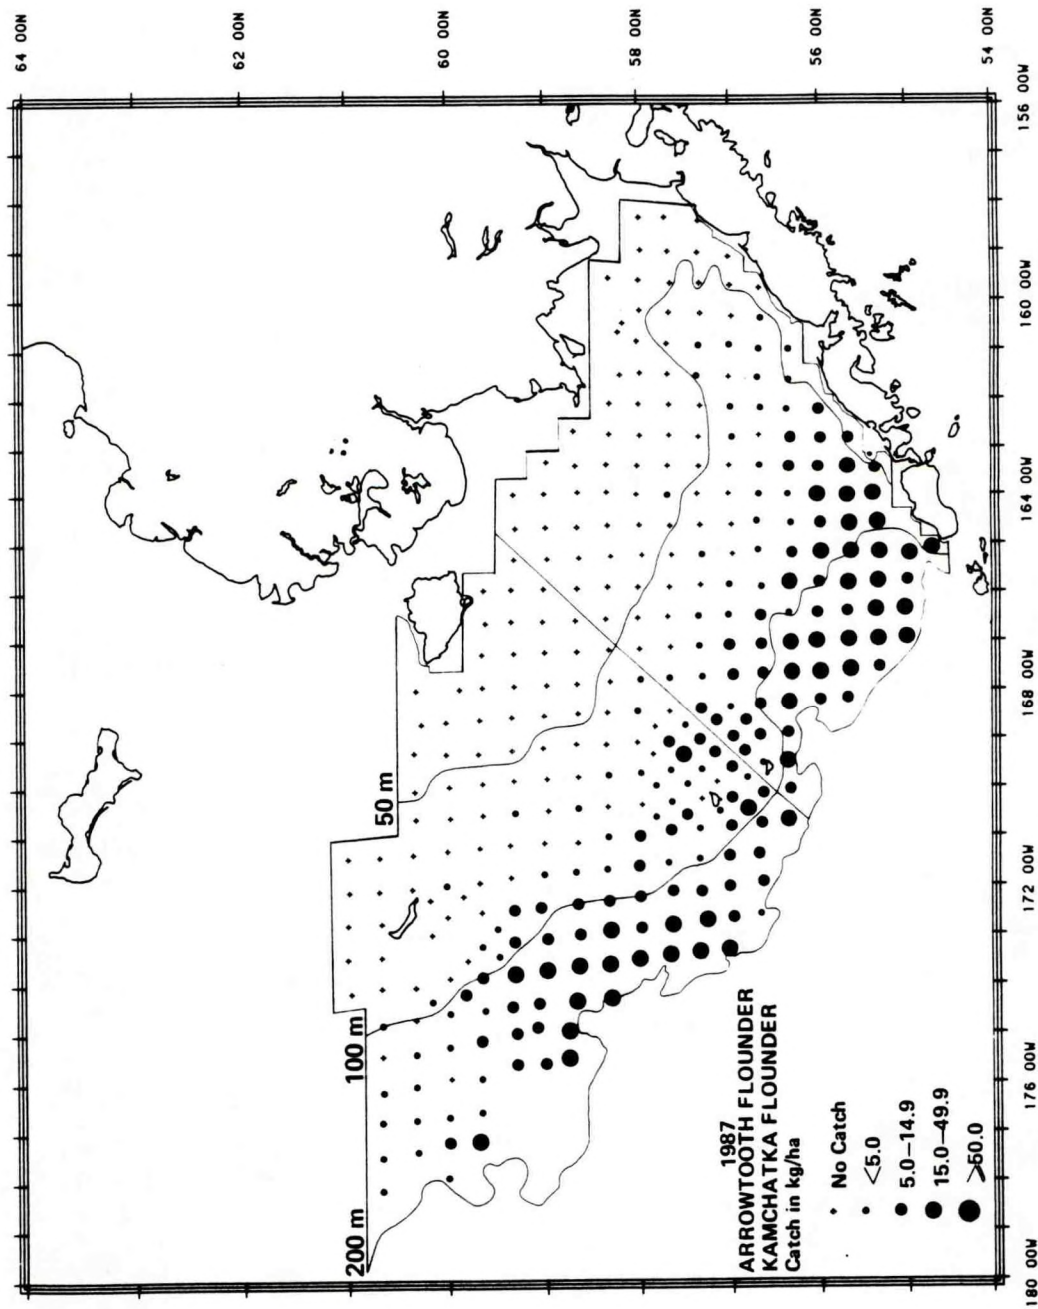 64 00N
62 00N
60 00N
58 00N
56 00N
54 00N
50 m
100 m
200 m
1987
ARROWTOOTH FLOUNDER
KAMCHATKA FLOUNDER
Catch in kg/ha
No Catch
<5.0
5.0–14.9
15.0–49.9
>50.0
180 00W
176 00W
172 00W
168 00W
164 00W
160 00W
156 00W